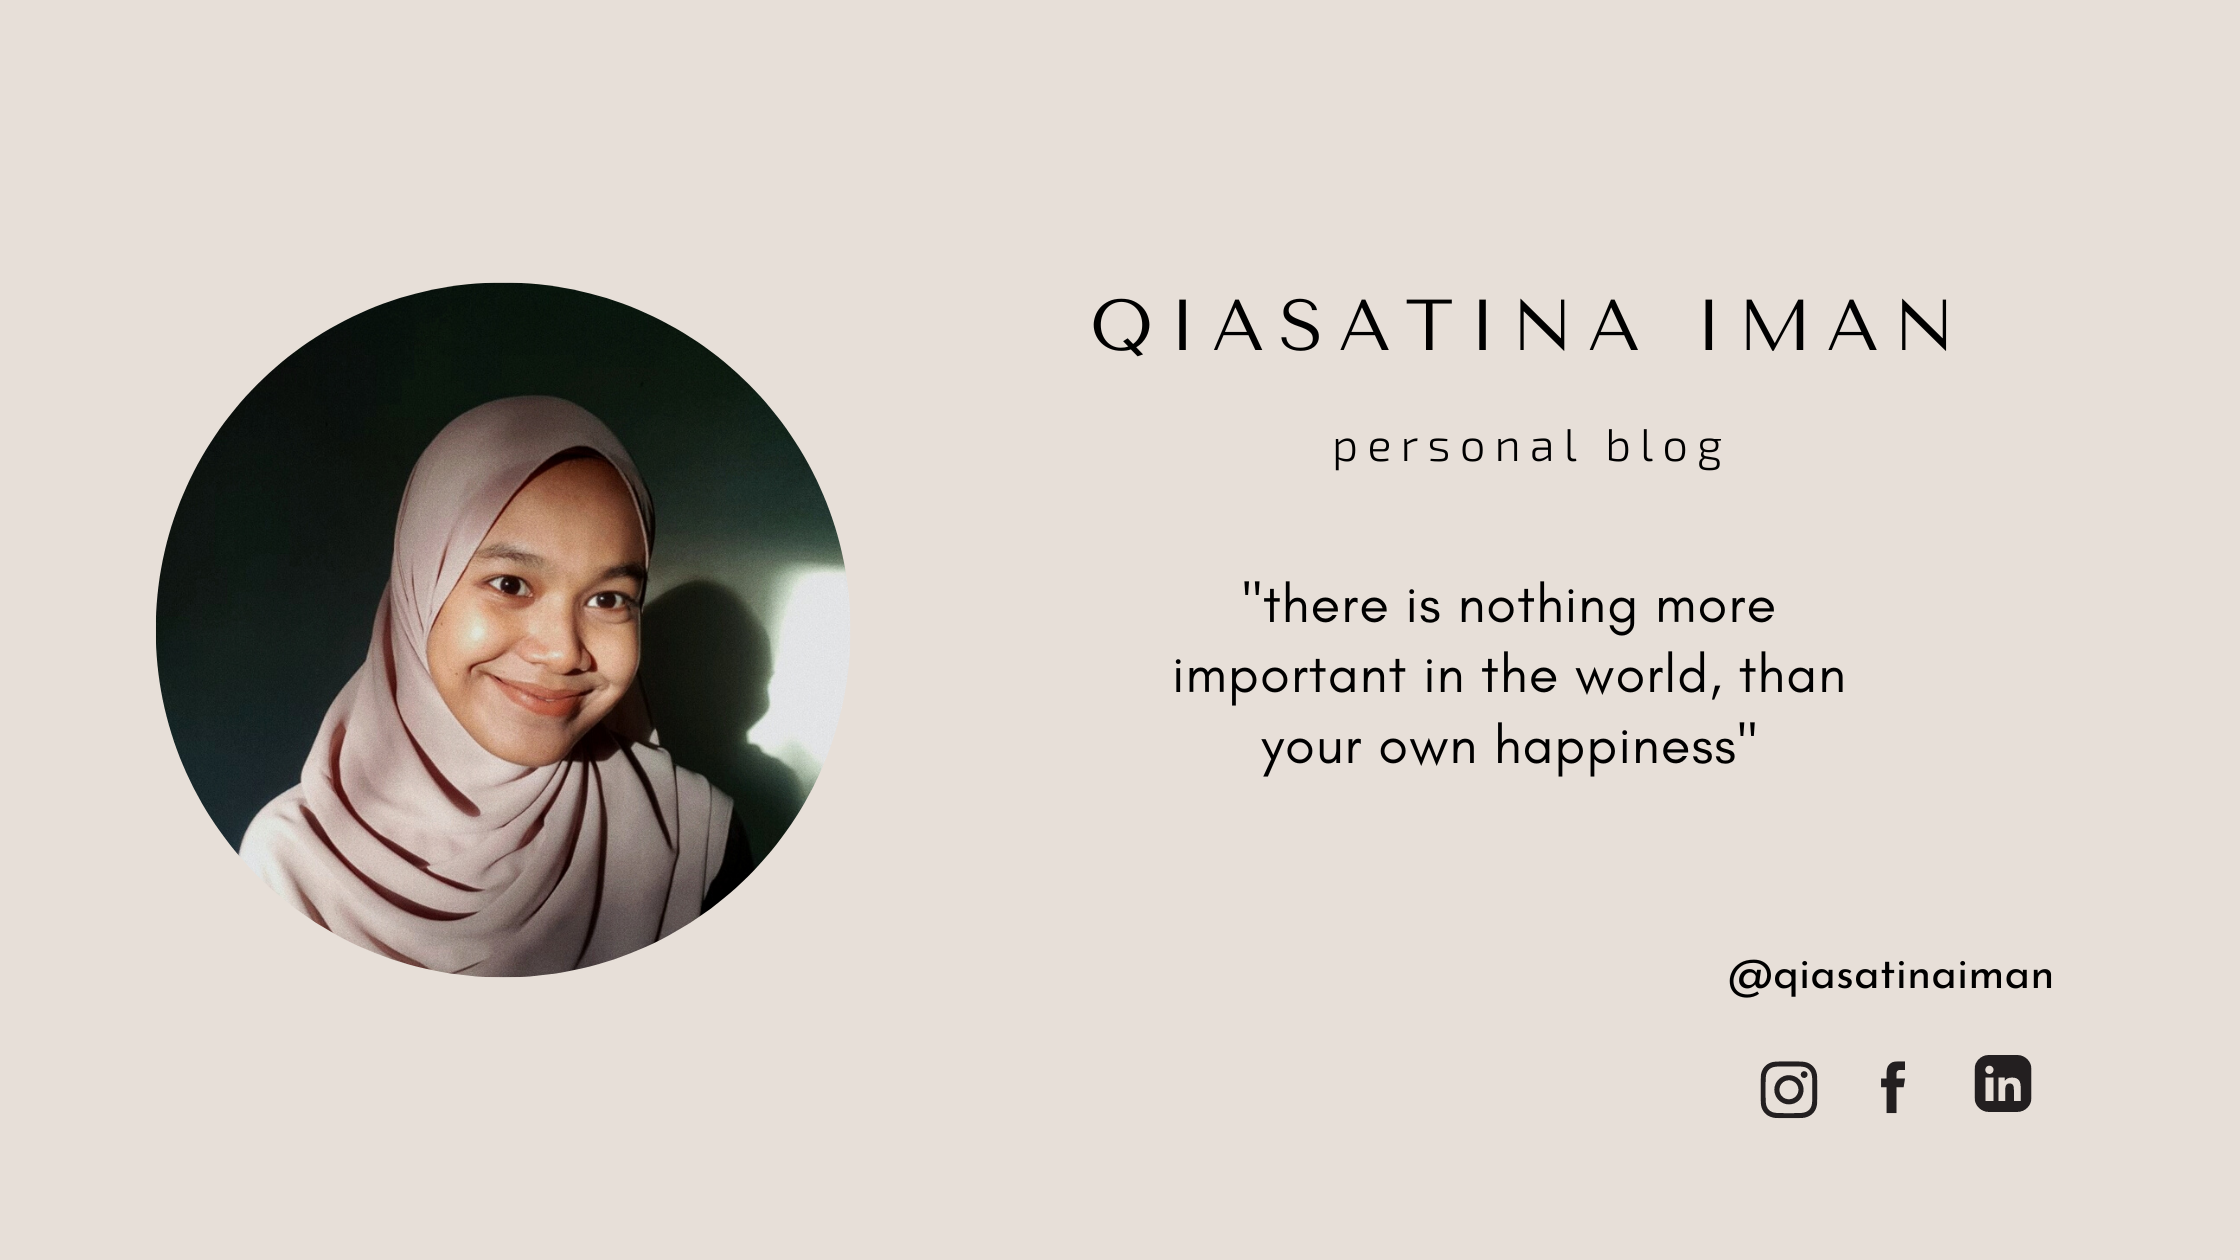 QIASATINA IMAN
personal blog
"there is nothing more
important in the world, than
your own happiness"
@qiasatinaiman
f
in